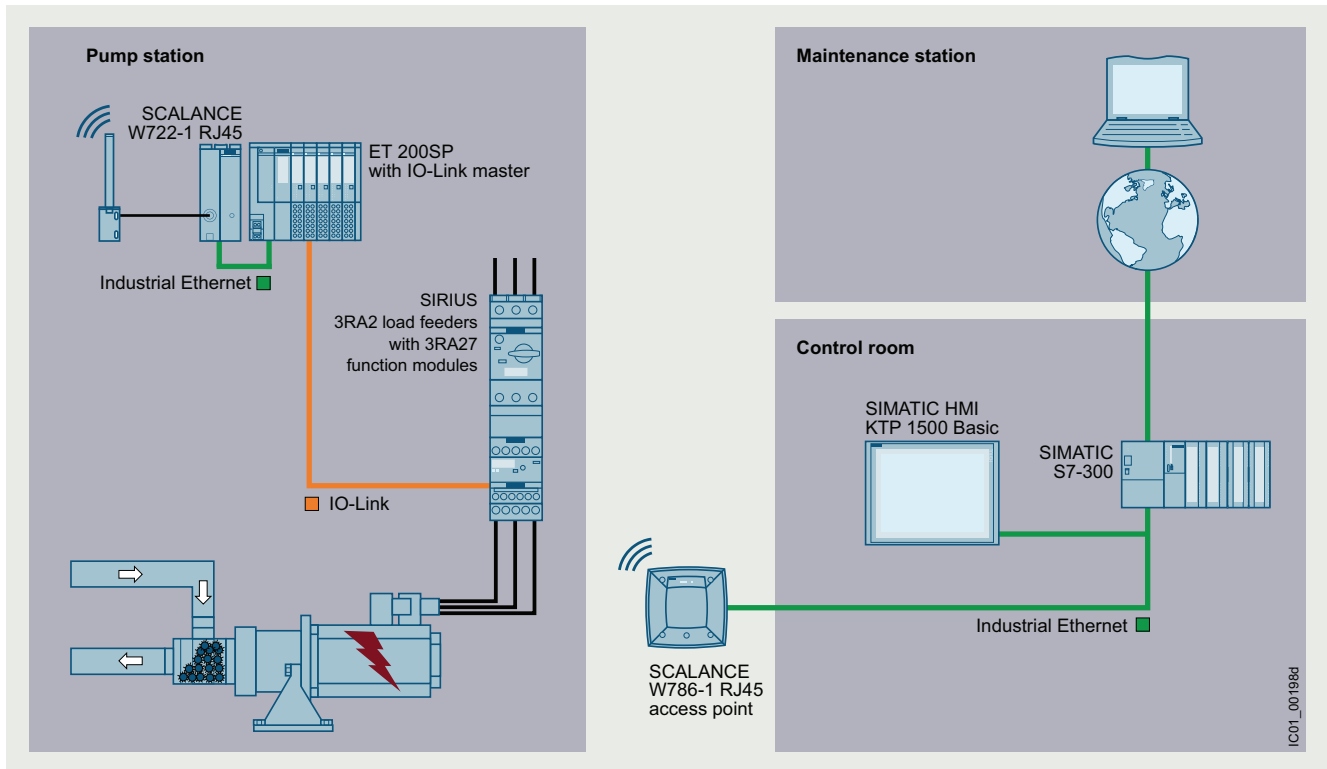 Pump station
SCALANCE
W722-1 RJ45
ET 200SP
with IO-Link master
Industrial Ethernet
SIRIUS
3RA2 load feeders
with 3RA27
function modules
IO-Link
Maintenance station
Control room
SIMATIC HMI
KTP 1500 Basic
SIMATIC
S7-300
Industrial Ethernet
SCALANCE
W786-1 RJ45
access point
IC01_00198d